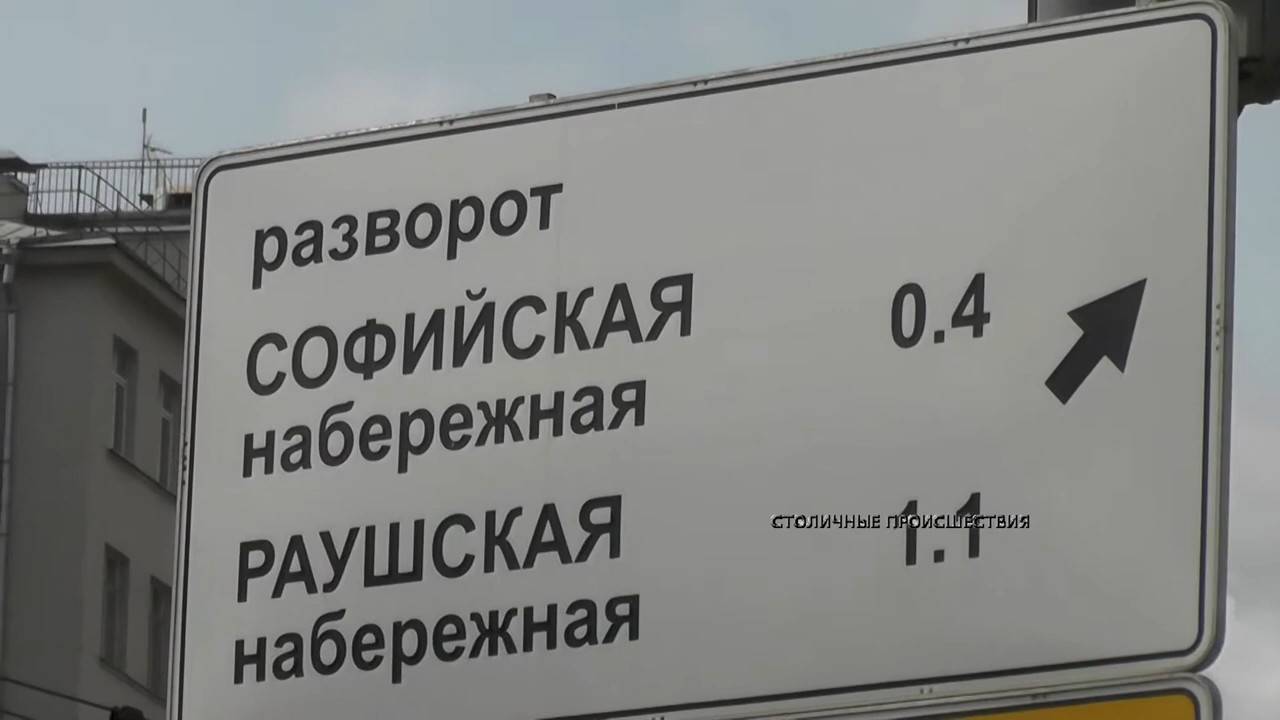 разворот
СОФИЙСКАЯ 0.4
набережная
РАУШСКАЯ 1.1
набережная
СТОЛИЧНЫЕ ПРОИСШЕСТВИЯ